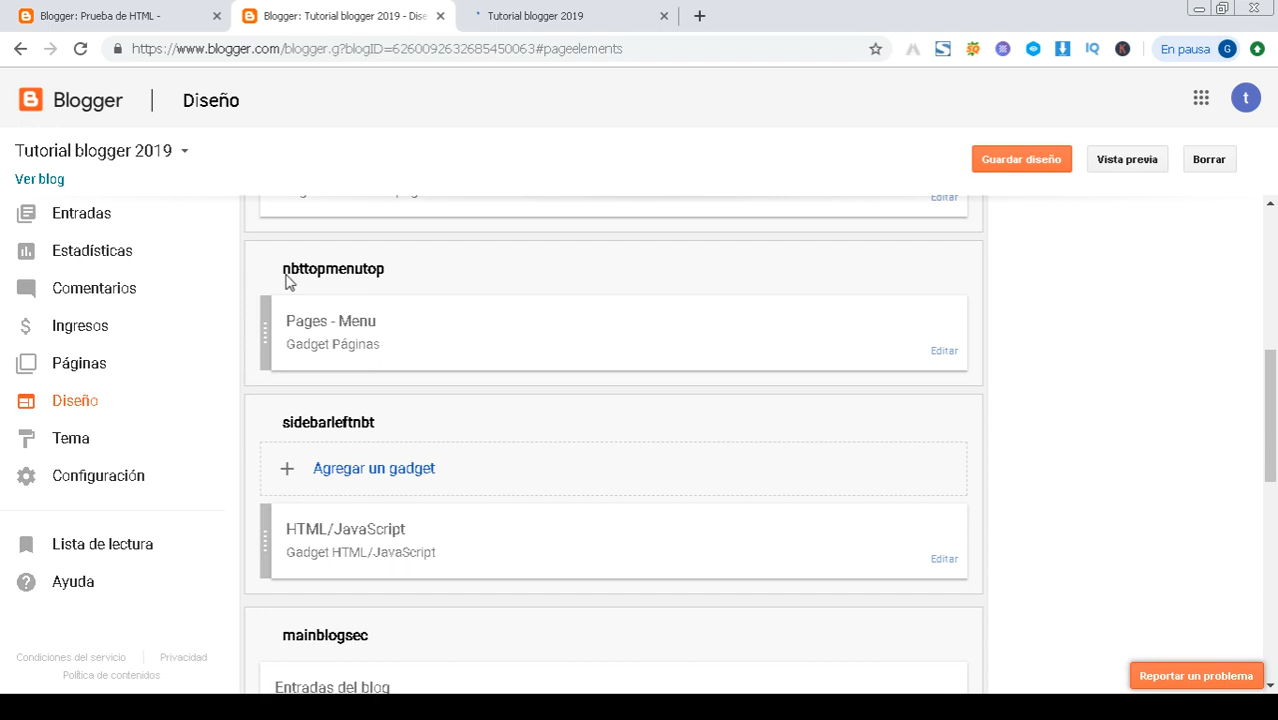 Blogger: Prueba de HTML -
Blogger: Tutorial blogger 2019 - Dise
Tutorial blogger 2019
https://www.blogger.com/blogger.g?blogID=6260092632685450063#pageelements
En pausa G
Blogger | Diseño
t
Tutorial blogger 2019
Ver blog
Guardar diseño
Vista previa
Borrar
Entradas
Estadísticas
Comentarios
Ingresos
Páginas
Diseño
Tema
Configuración
Lista de lectura
Ayuda
Condiciones del servicio
Privacidad
Política de contenidos
Editar
nbttopmenutop
Pages - Menu
Gadget Páginas
Editar
sidebarleftnbt
Agregar un gadget
HTML/JavaScript
Gadget HTML/JavaScript
Editar
mainblogsec
Entradas del blog
Reportar un problema